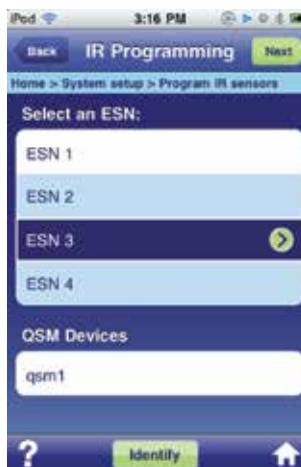 iPod 3:16 PM
Back IR Programming Next
Home > System setup > Program IR sensors
Select an ESN:
ESN 1
ESN 2
ESN 3
ESN 4
QSM Devices
qsm1
? Identify